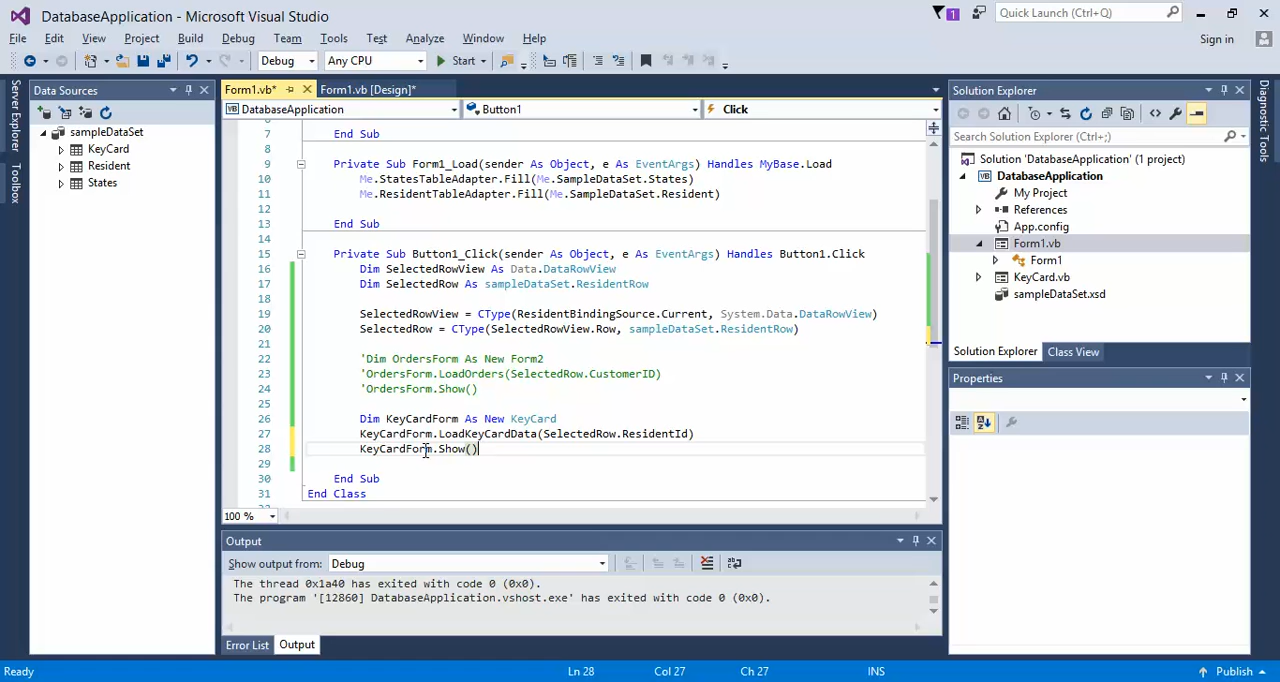 DatabaseApplication - Microsoft Visual Studio
1
Quick Launch (Ctrl+Q)
File Edit View Project Build Debug Team Tools Test Analyze Window Help
Sign in
Debug Any CPU Start
Server Explorer
Toolbox
Data Sources
sampleDataSet
KeyCard
Resident
States
Form1.vb* Form1.vb [Design]*
DatabaseApplication Button1 Click
7 End Sub
8
9 Private Sub Form1_Load(sender As Object, e As EventArgs) Handles MyBase.Load
10 Me.StatesTableAdapter.Fill(Me.SampleDataSet.States)
11 Me.ResidentTableAdapter.Fill(Me.SampleDataSet.Resident)
12
13 End Sub
14
15 Private Sub Button1_Click(sender As Object, e As EventArgs) Handles Button1.Click
16 Dim SelectedRowView As Data.DataRowView
17 Dim SelectedRow As sampleDataSet.ResidentRow
18
19 SelectedRowView = CType(ResidentBindingSource.Current, System.Data.DataRowView)
20 SelectedRow = CType(SelectedRowView.Row, sampleDataSet.ResidentRow)
21
22 'Dim OrdersForm As New Form2
23 'OrdersForm.LoadOrders(SelectedRow.CustomerID)
24 'OrdersForm.Show()
25
26 Dim KeyCardForm As New KeyCard
27 KeyCardForm.LoadKeyCardData(SelectedRow.ResidentId)
28 KeyCardForm.Show()
29
30 End Sub
31 End Class
100 %
Output
Show output from: Debug
The thread 0x1a40 has exited with code 0 (0x0).
The program '[12860] DatabaseApplication.vshost.exe' has exited with code 0 (0x0).
Error List Output
Solution Explorer
Search Solution Explorer (Ctrl+;)
Solution 'DatabaseApplication' (1 project)
DatabaseApplication
My Project
References
App.config
Form1.vb
Form1
KeyCard.vb
sampleDataSet.xsd
Solution Explorer Class View
Properties
Diagnostic Tools
Ready Ln 28 Col 27 Ch 27 INS Publish